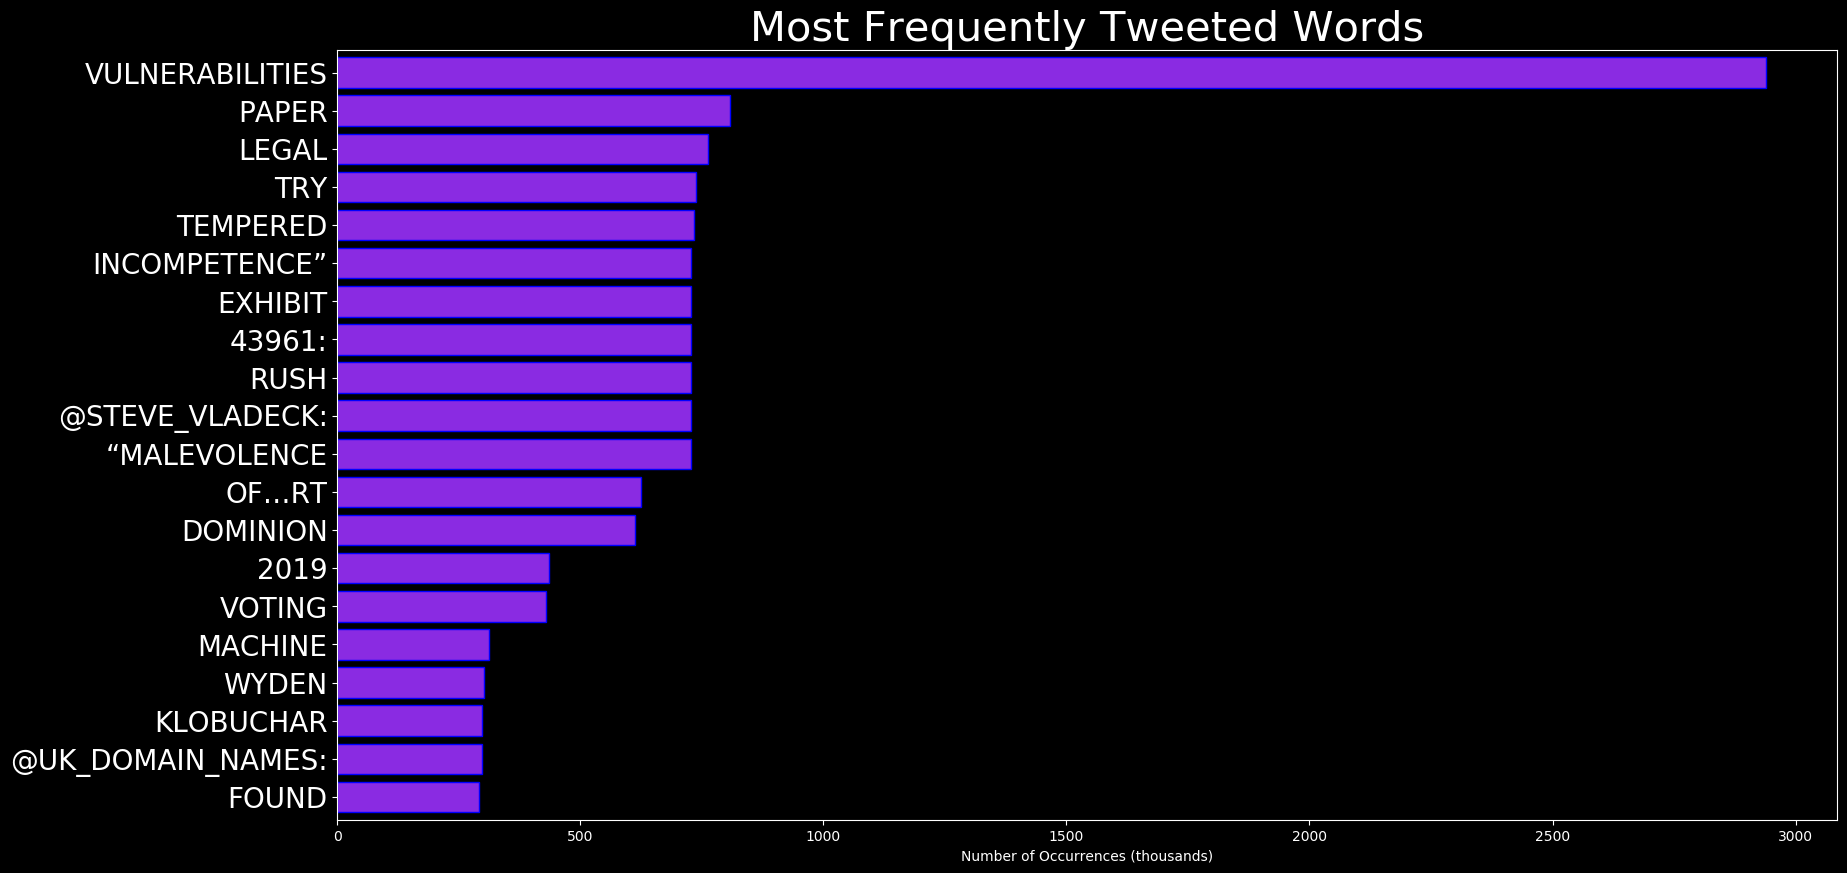 Most Frequently Tweeted Words
VULNERABILITIES
PAPER
LEGAL
TRY
TEMPERED
INCOMPETENCE”
EXHIBIT
43961:
RUSH
@STEVE_VLADECK:
“MALEVOLENCE
OF…RT
DOMINION
2019
VOTING
MACHINE
WYDEN
KLOBUCHAR
@UK_DOMAIN_NAMES:
FOUND
0 500 1000 1500 2000 2500 3000
Number of Occurrences (thousands)